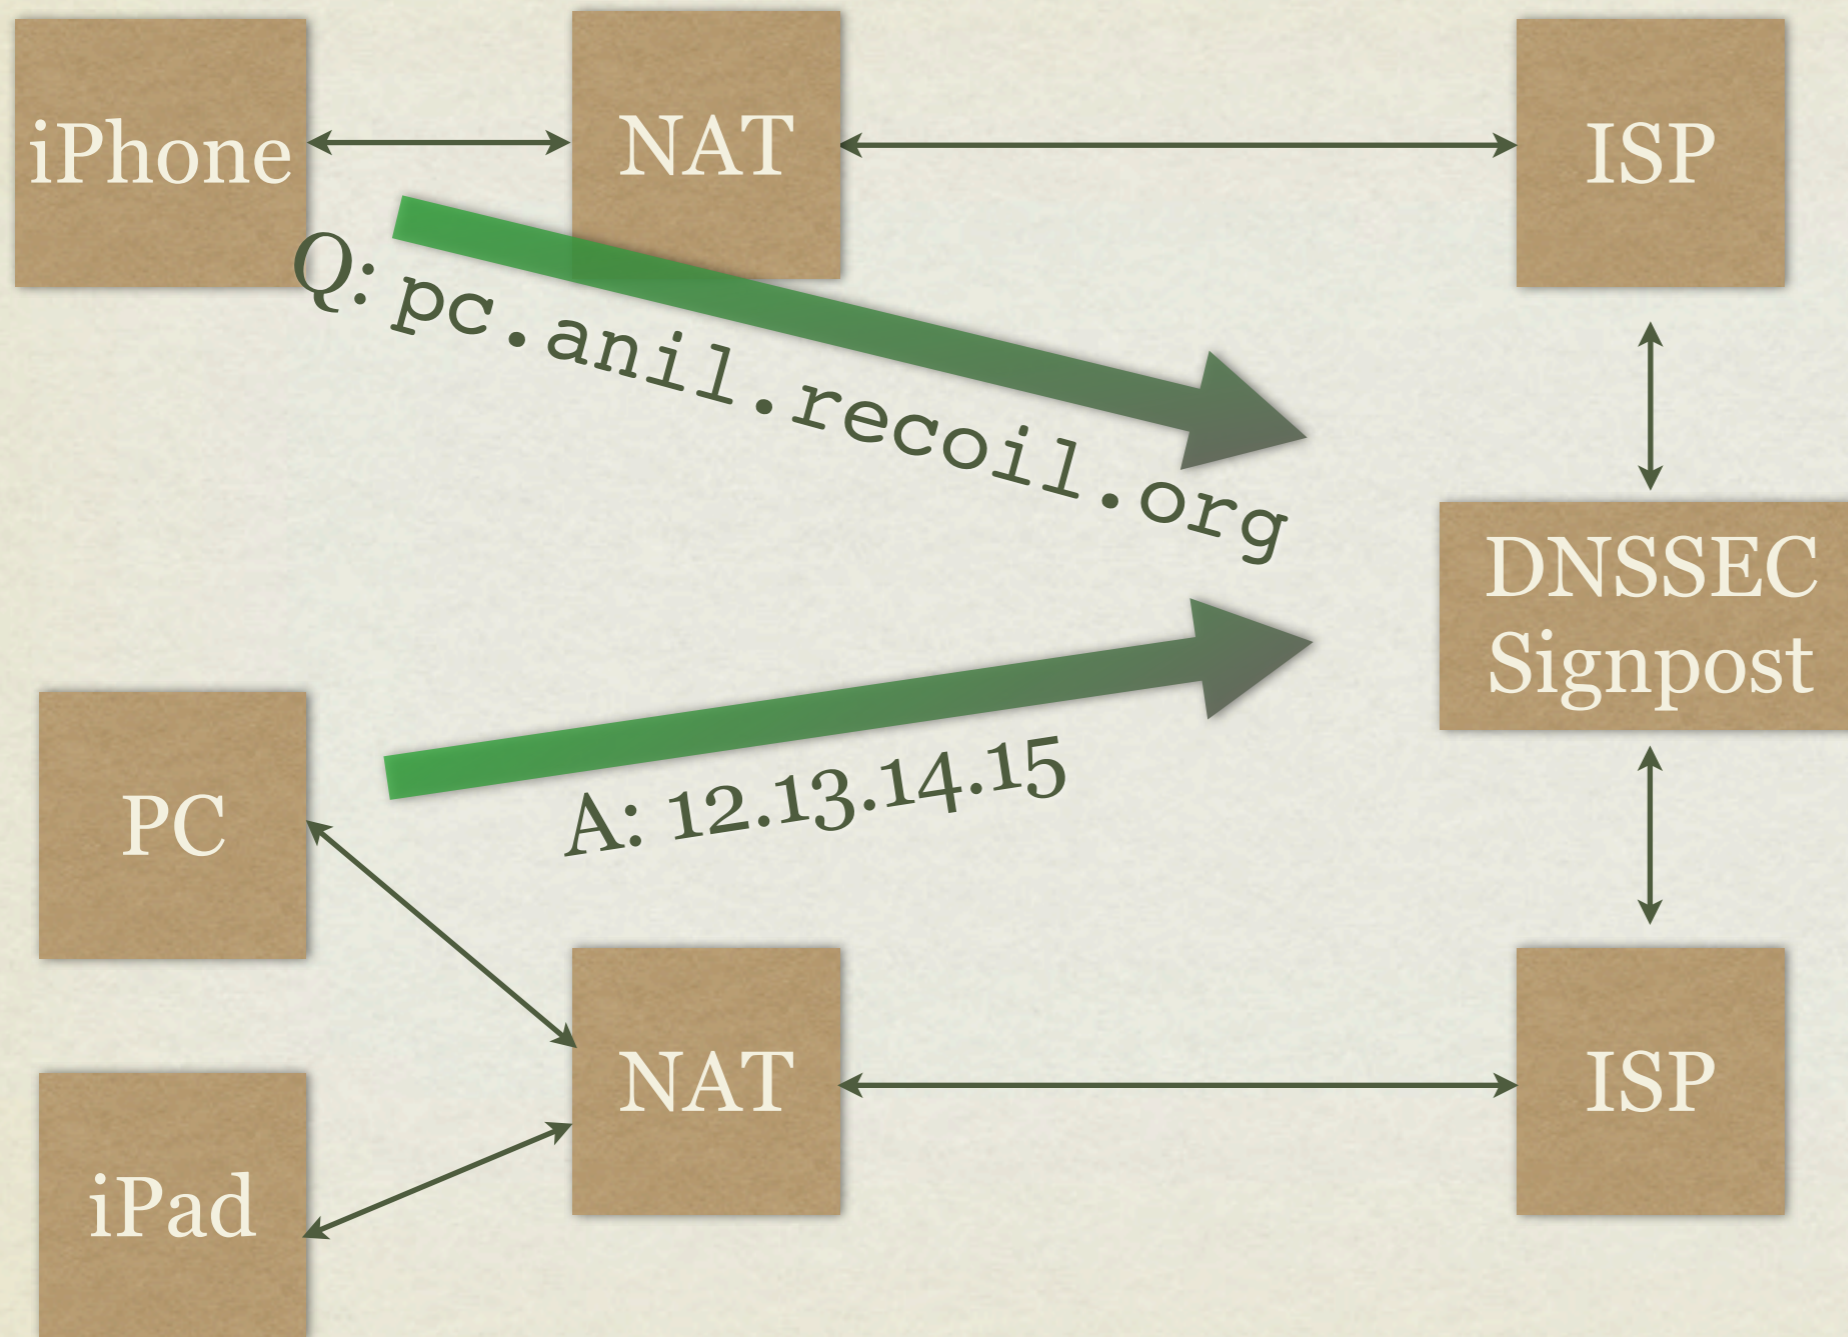 iPhone
NAT
ISP
Q: pc.anil.recoil.org
DNSSEC
Signpost
A: 12.13.14.15
PC
NAT
ISP
iPad